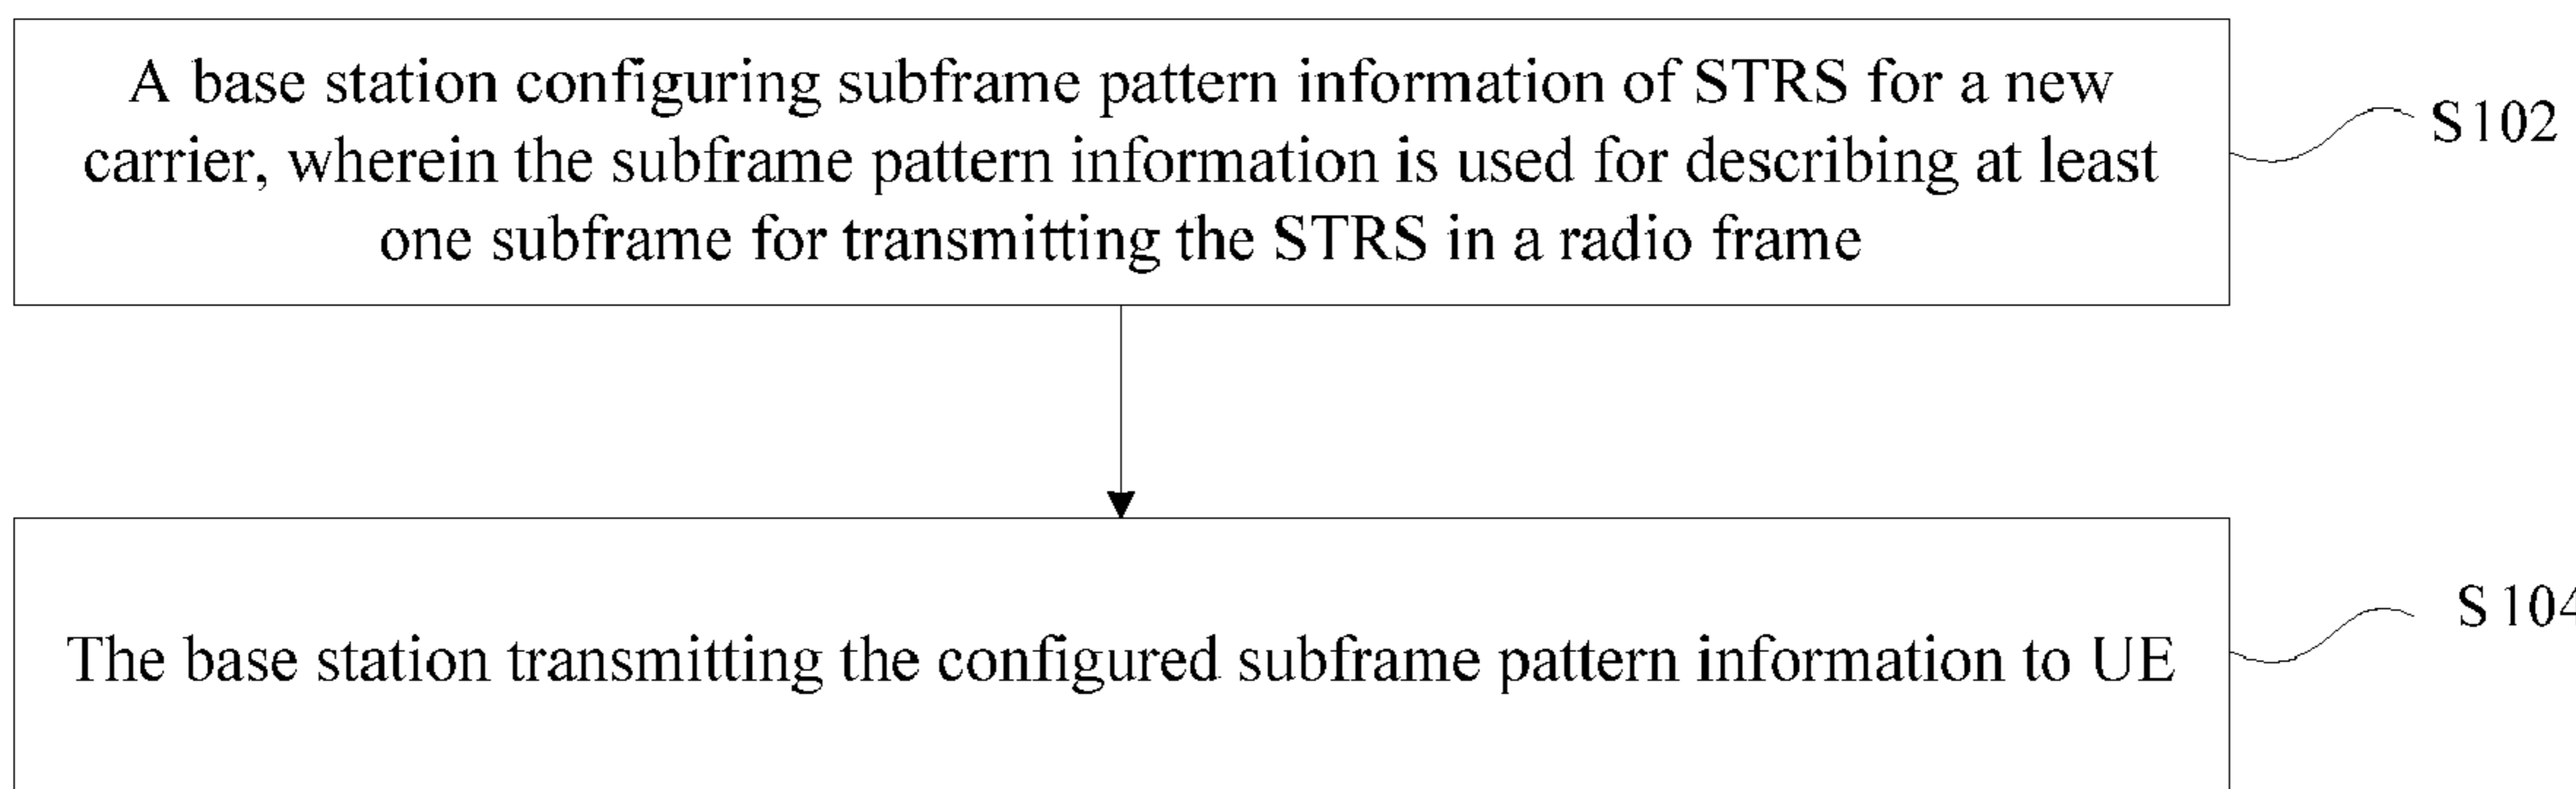 A base station configuring subframe pattern information of STRS for a new
carrier, wherein the subframe pattern information is used for describing at least
one subframe for transmitting the STRS in a radio frame
S102
The base station transmitting the configured subframe pattern information to UE
S104